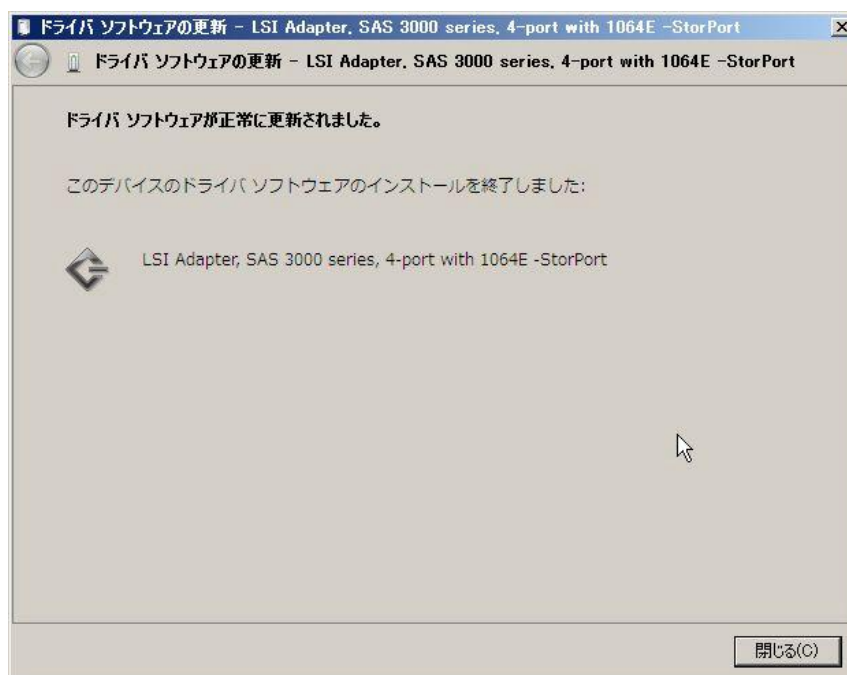 ドライバ ソフトウェアの更新 - LSI Adapter, SAS 3000 series, 4-port with 1064E -StorPort
ドライバ ソフトウェアの更新 - LSI Adapter, SAS 3000 series, 4-port with 1064E -StorPort
ドライバ ソフトウェアが正常に更新されました。
このデバイスのドライバ ソフトウェアのインストールを終了しました:
LSI Adapter, SAS 3000 series, 4-port with 1064E -StorPort
閉じる(C)